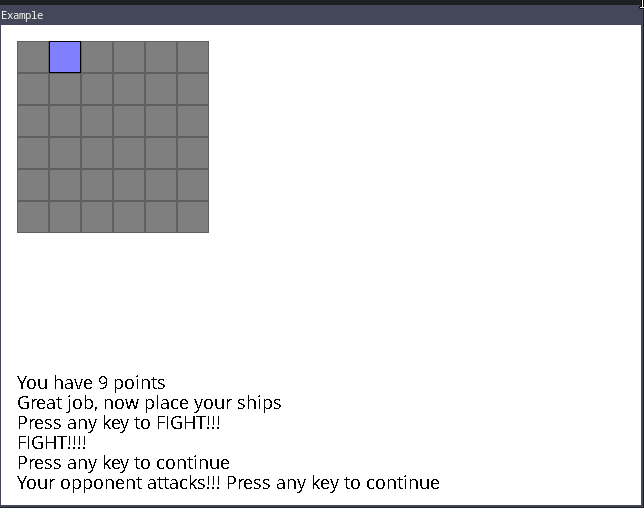 Example
You have 9 points
Great job, now place your ships
Press any key to FIGHT!!!
FIGHT!!!!
Press any key to continue
Your opponent attacks!!! Press any key to continue